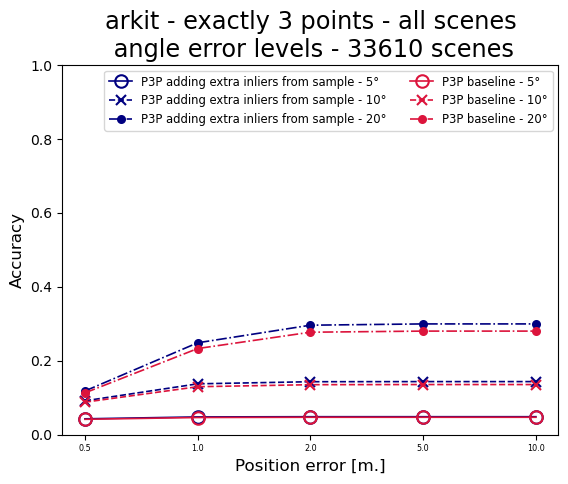 arkit - exactly 3 points - all scenes
angle error levels - 33610 scenes
P3P adding extra inliers from sample - 5°
P3P adding extra inliers from sample - 10°
P3P adding extra inliers from sample - 20°
P3P baseline - 5°
P3P baseline - 10°
P3P baseline - 20°
Accuracy
1.0
0.8
0.6
0.4
0.2
0.0
0.5 1.0 2.0 5.0 10.0
Position error [m.]